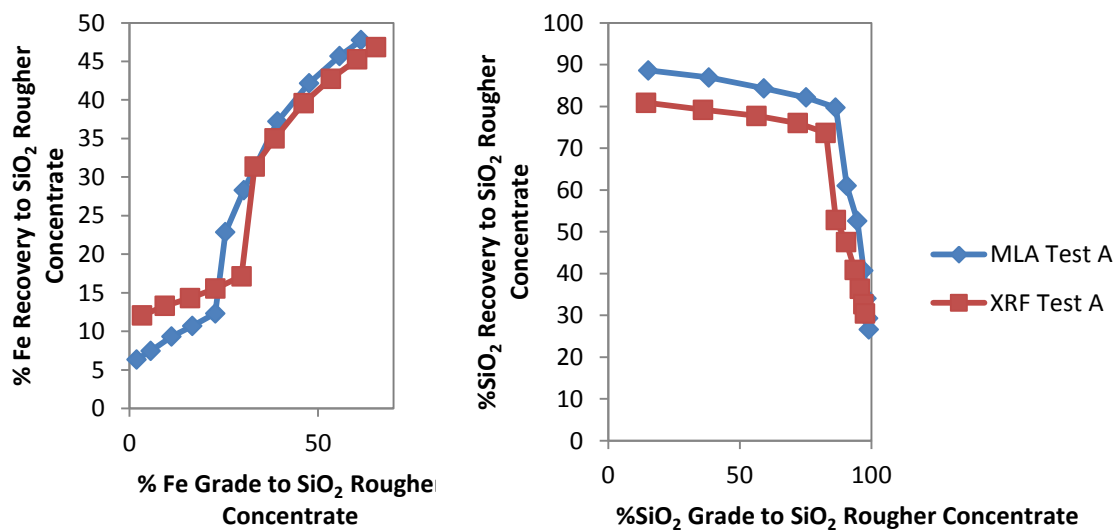 50
45
40
35
30
25
20
15
10
5
0
0 50
% Fe Recovery to SiO₂ Rougher
Concentrate
% Fe Grade to SiO₂ Rougher
Concentrate
100
90
80
70
60
50
40
30
20
10
0
0 50 100
%SiO₂ Recovery to SiO₂ Rougher
Concentrate
%SiO₂ Grade to SiO₂ Rougher Concentrate
MLA Test A
XRF Test A